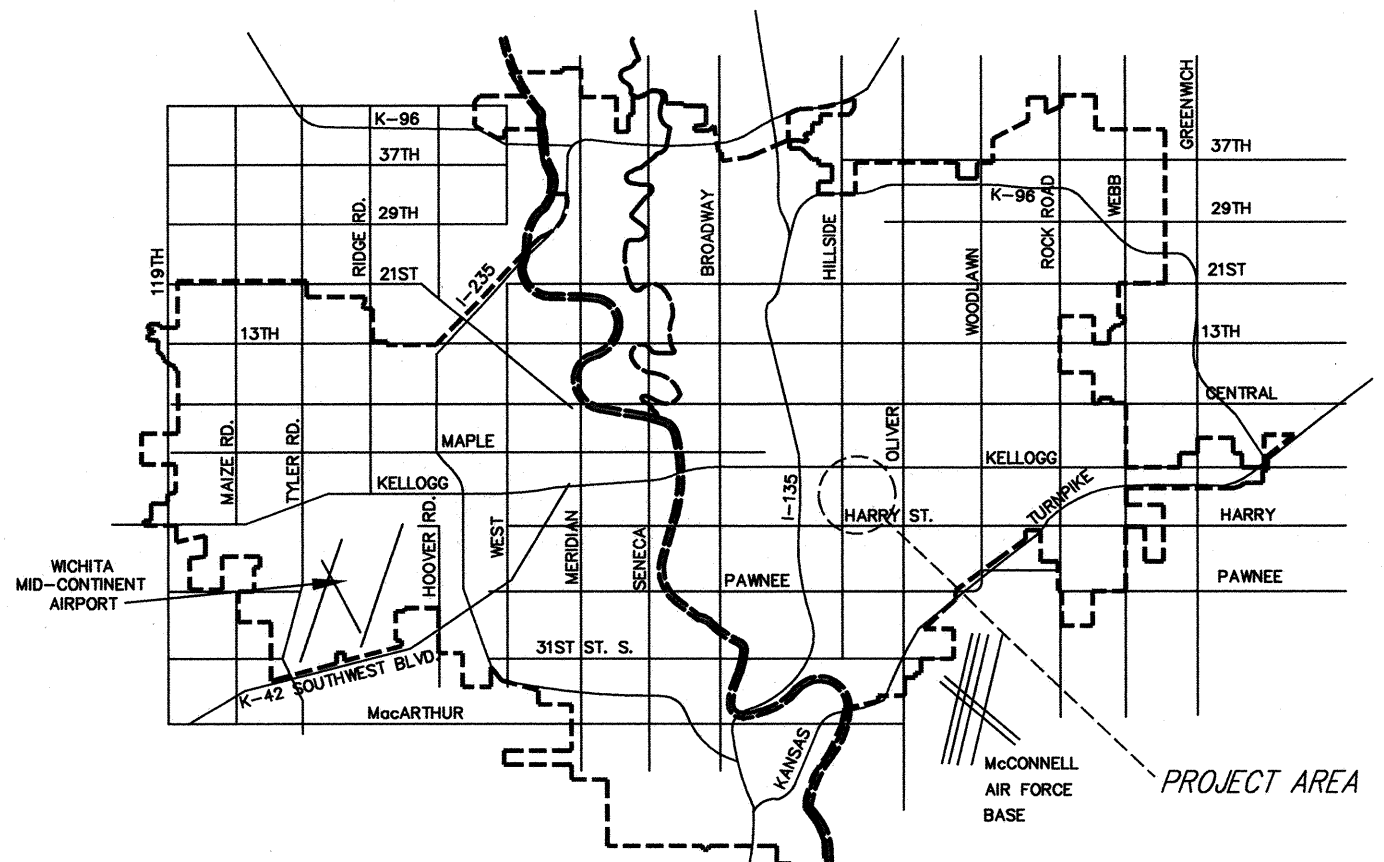 K-96
37TH
29TH
21ST
13TH
119TH
RIDGE RD.
I-235
MAIZE RD.
TYLER RD.
MAPLE
KELLOGG
HOOVER RD.
WEST
MERIDIAN
SENECA
BROADWAY
HILLSIDE
WOODLAWN
ROCK ROAD
WEBB
GREENWICH
37TH
K-96
29TH
21ST
13TH
CENTRAL
OLIVER
KELLOGG
I-135
HARRY ST.
TURNPIKE
HARRY
PAWNEE
PAWNEE
WICHITA
MID-CONTINENT
AIRPORT
31ST ST. S.
K-42 SOUTHWEST BLVD.
MacARTHUR
KANSAS
McCONNELL
AIR FORCE
BASE
PROJECT AREA